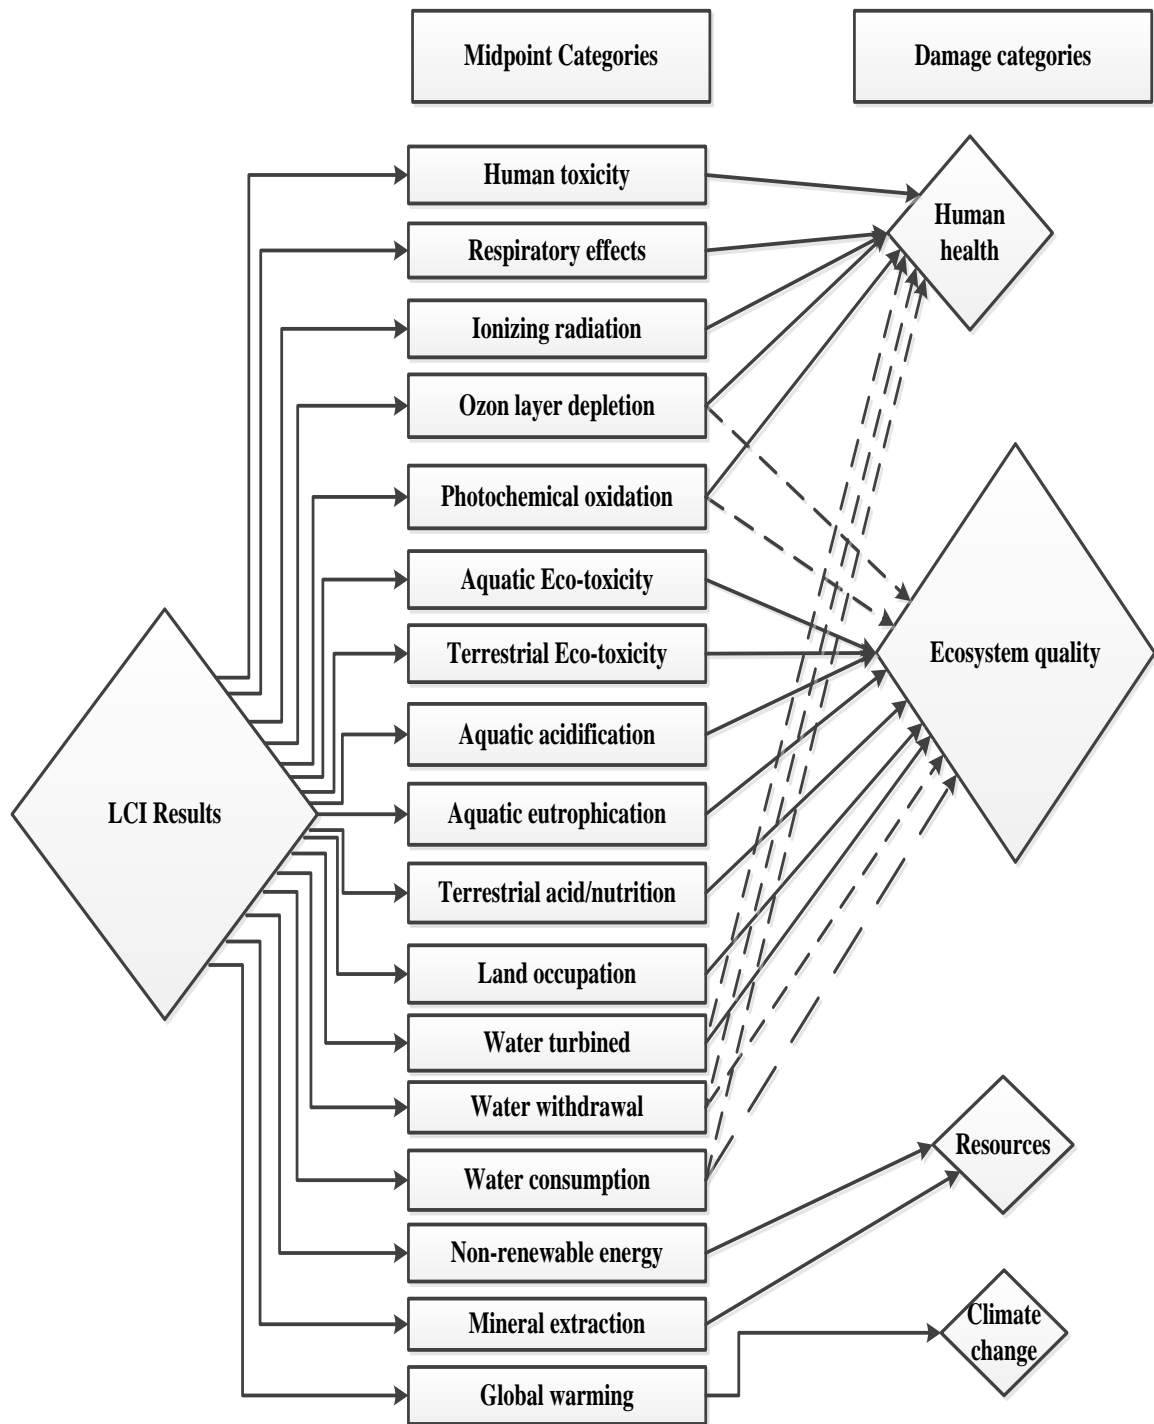 Midpoint Categories
Damage categories
Human toxicity
Respiratory effects
Ionizing radiation
Ozon layer depletion
Photochemical oxidation
Aquatic Eco-toxicity
Terrestrial Eco-toxicity
Aquatic acidification
Aquatic eutrophication
Terrestrial acid/nutrition
Land occupation
Water turbined
Water withdrawal
Water consumption
Non-renewable energy
Mineral extraction
Global warming
LCI Results
Human
health
Ecosystem quality
Resources
Climate
change